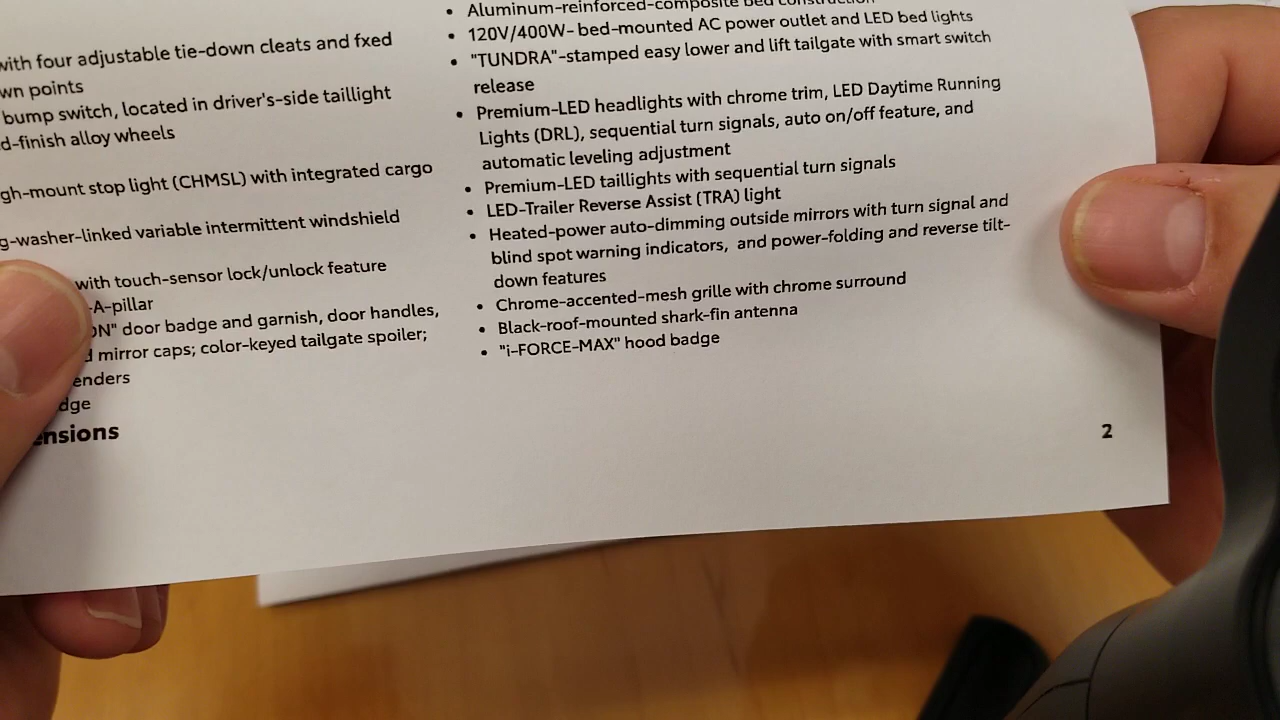 with four adjustable tie-down cleats and fxed
wn points
bump switch, located in driver's-side taillight
d-finish alloy wheels
gh-mount stop light (CHMSL) with integrated cargo
g-washer-linked variable intermittent windshield
with touch-sensor lock/unlock feature
-A-pillar
ON" door badge and garnish, door handles,
d mirror caps; color-keyed tailgate spoiler;
enders
dge
ensions
• Aluminum-reinforced-composite bed construction
• 120V/400W- bed-mounted AC power outlet and LED bed lights
• "TUNDRA"-stamped easy lower and lift tailgate with smart switch
release
• Premium-LED headlights with chrome trim, LED Daytime Running
Lights (DRL), sequential turn signals, auto on/off feature, and
automatic leveling adjustment
• Premium-LED taillights with sequential turn signals
• LED-Trailer Reverse Assist (TRA) light
• Heated-power auto-dimming outside mirrors with turn signal and
blind spot warning indicators, and power-folding and reverse tilt-
down features
• Chrome-accented-mesh grille with chrome surround
• Black-roof-mounted shark-fin antenna
• "i-FORCE-MAX" hood badge
2